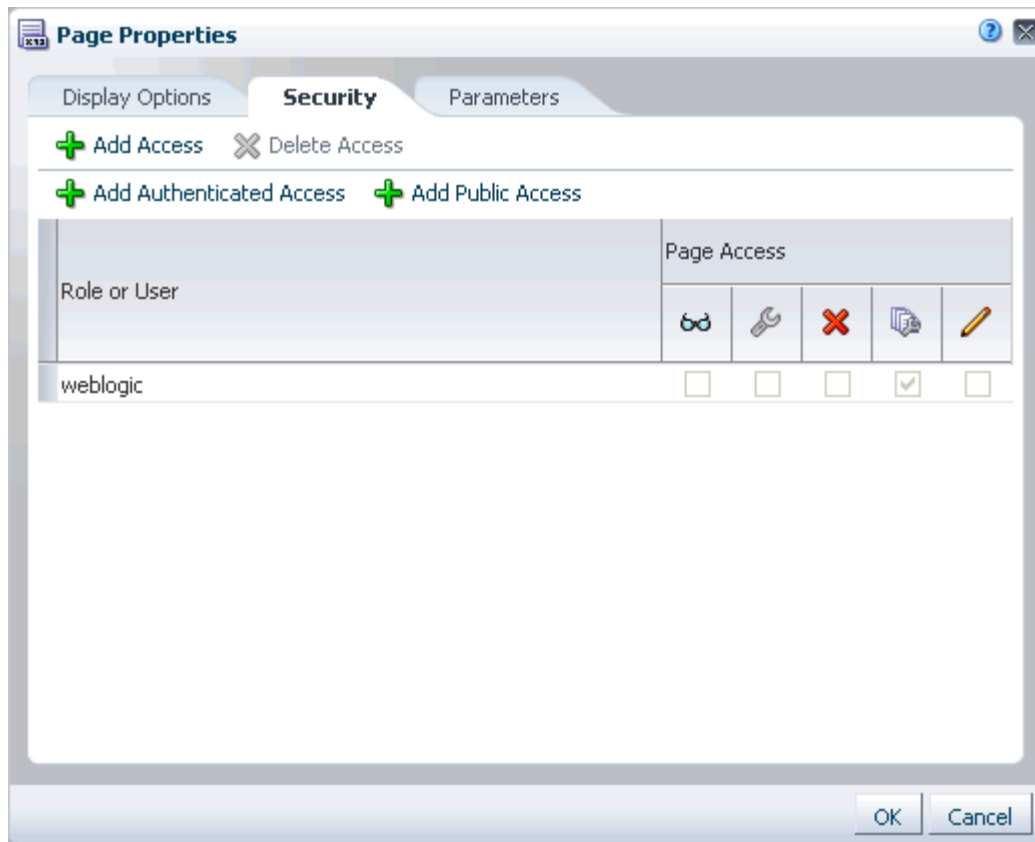 Page Properties
Display Options Security Parameters
Add Access Delete Access
Add Authenticated Access Add Public Access
Role or User
Page Access
weblogic
OK Cancel